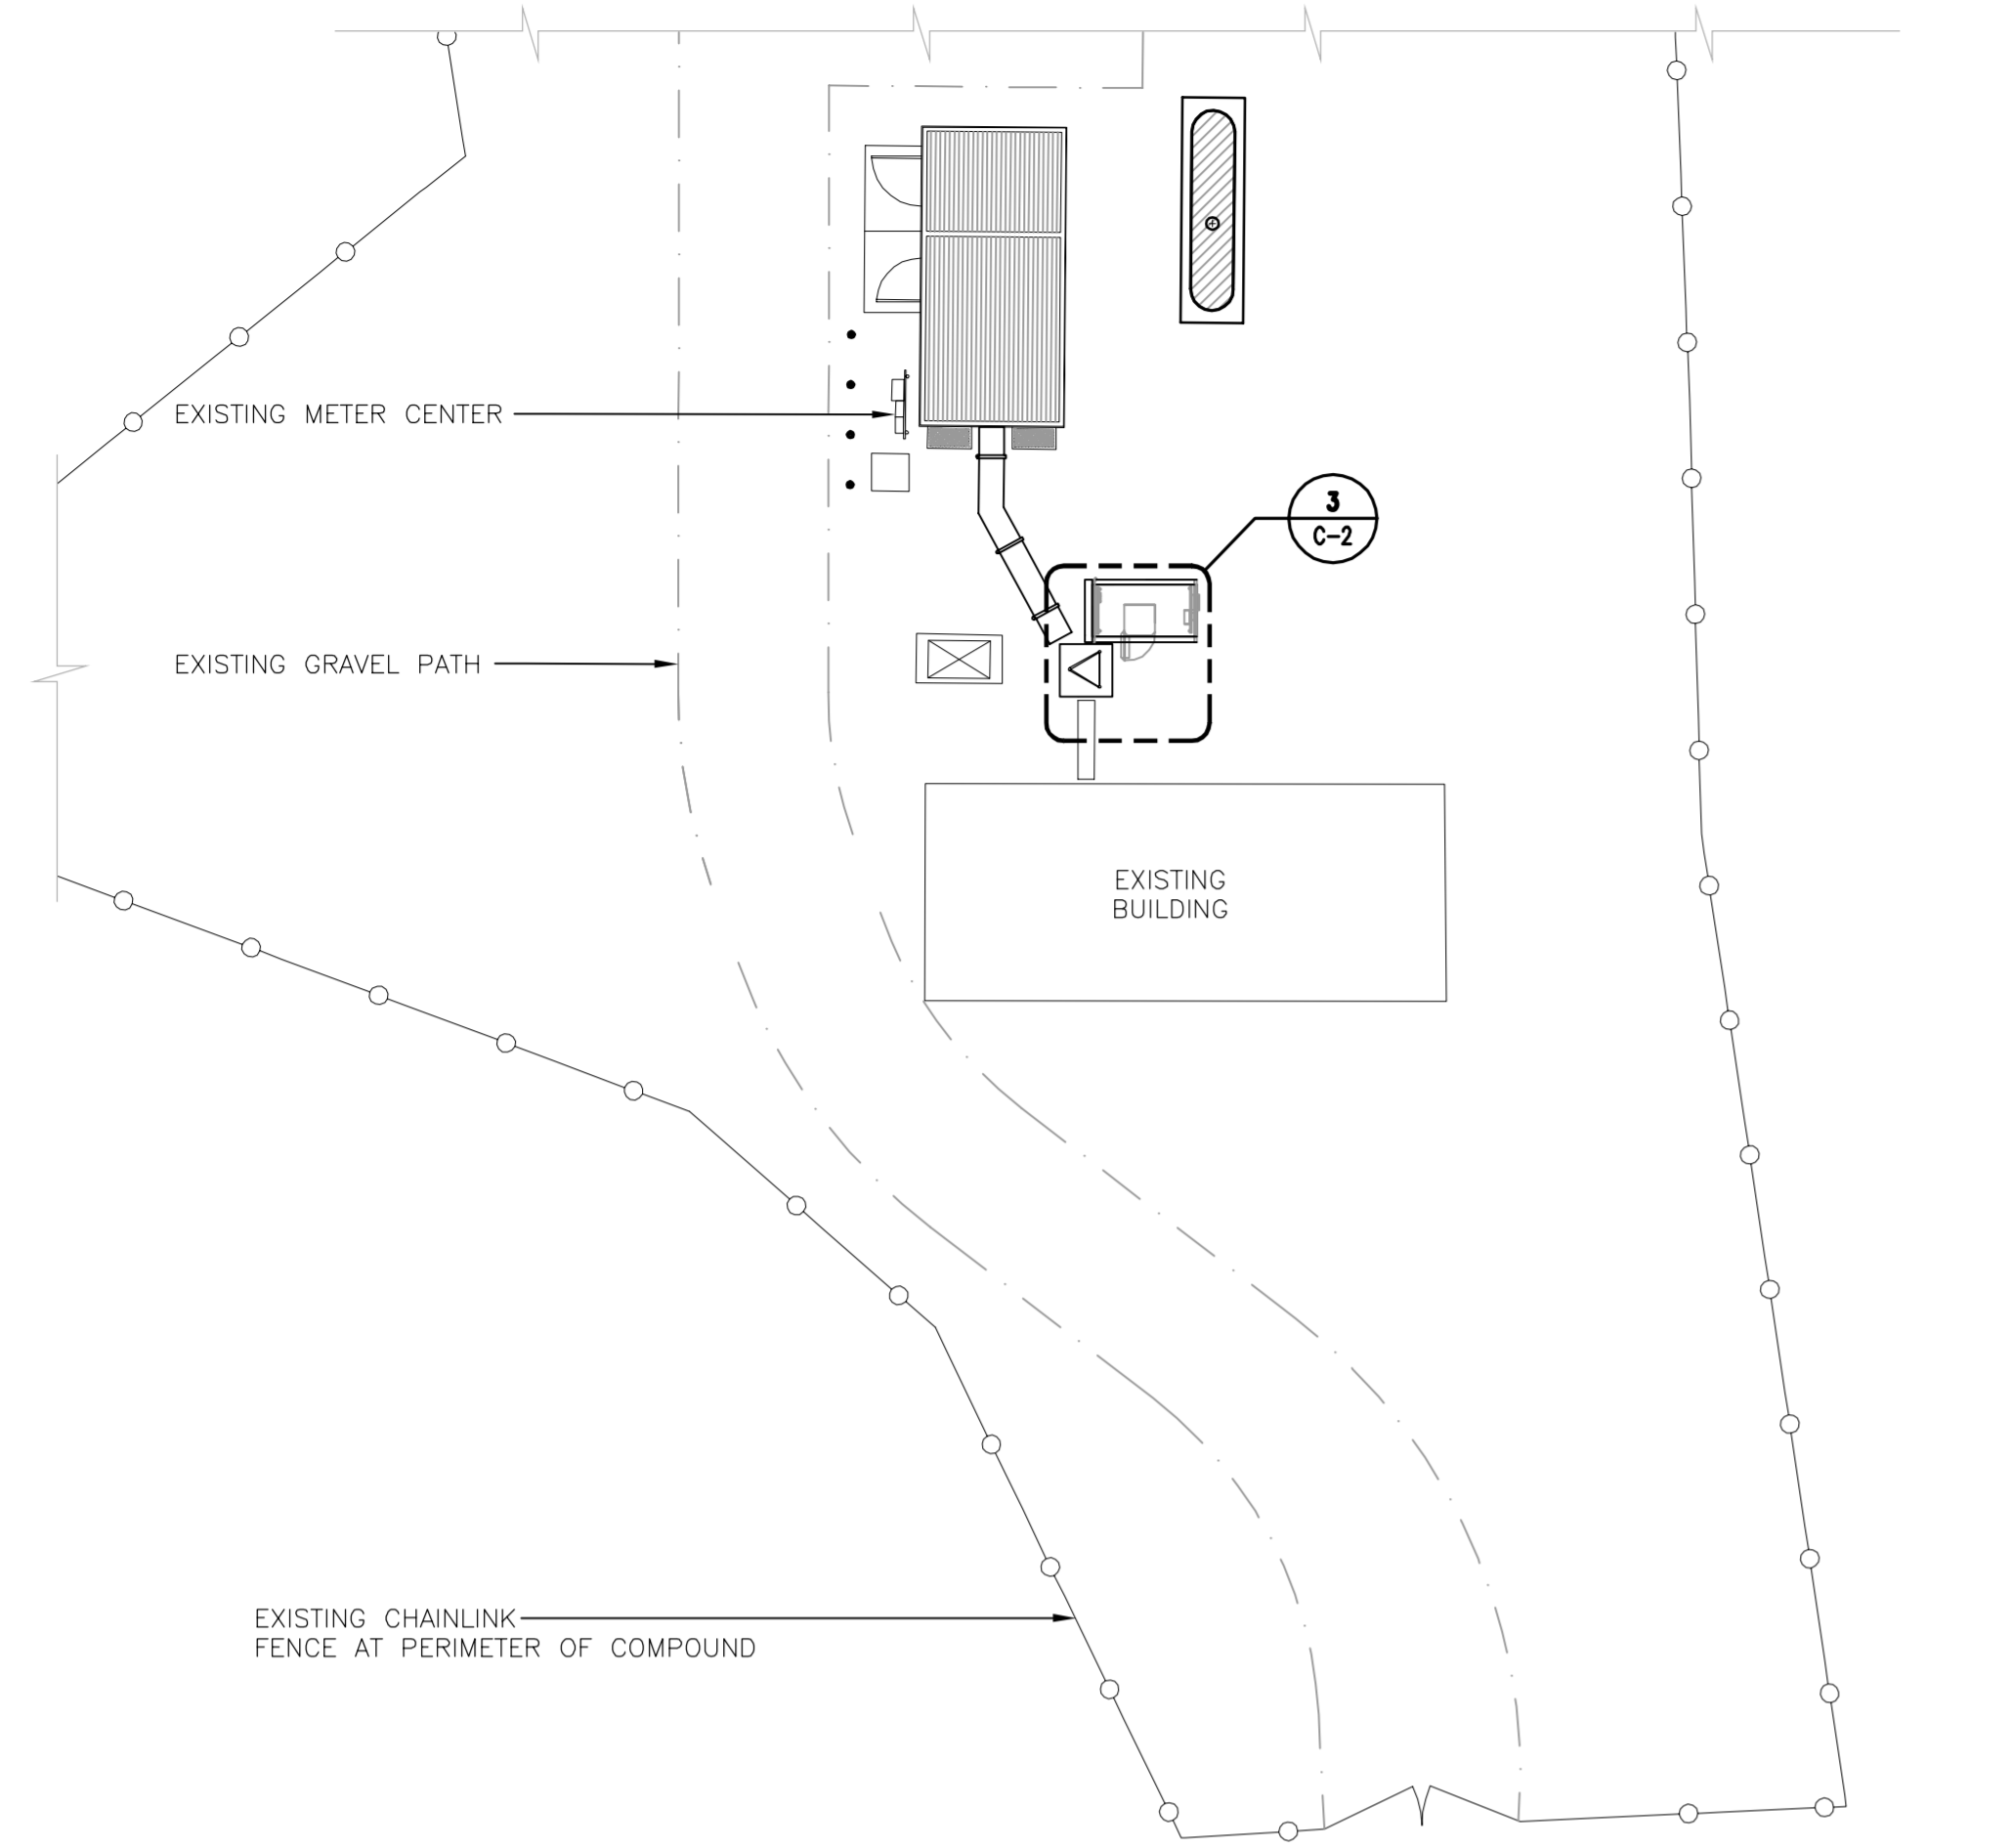 EXISTING METER CENTER
3
C-2
EXISTING GRAVEL PATH
EXISTING
BUILDING
EXISTING CHAINLINK
FENCE AT PERIMETER OF COMPOUND